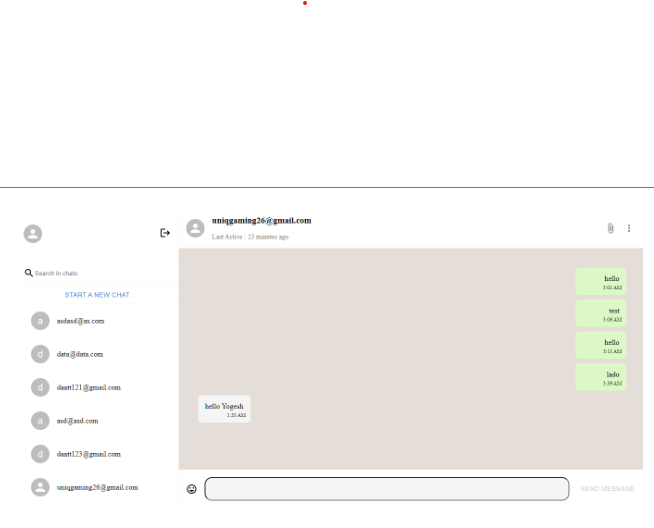 uniqgaming26@gmail.com
Last Active : 23 minutes ago
Search in chats
START A NEW CHAT
a asdasd@as.com
d data@data.com
d daatt121@gmail.com
a asd@asd.com
d daatt123@gmail.com
uniqgaming26@gmail.com
hello
3:01 AM
test
3:06 AM
hello
3:11 AM
lado
3:39 AM
hello Yogesh
1:35 AM
SEND MESSAGE